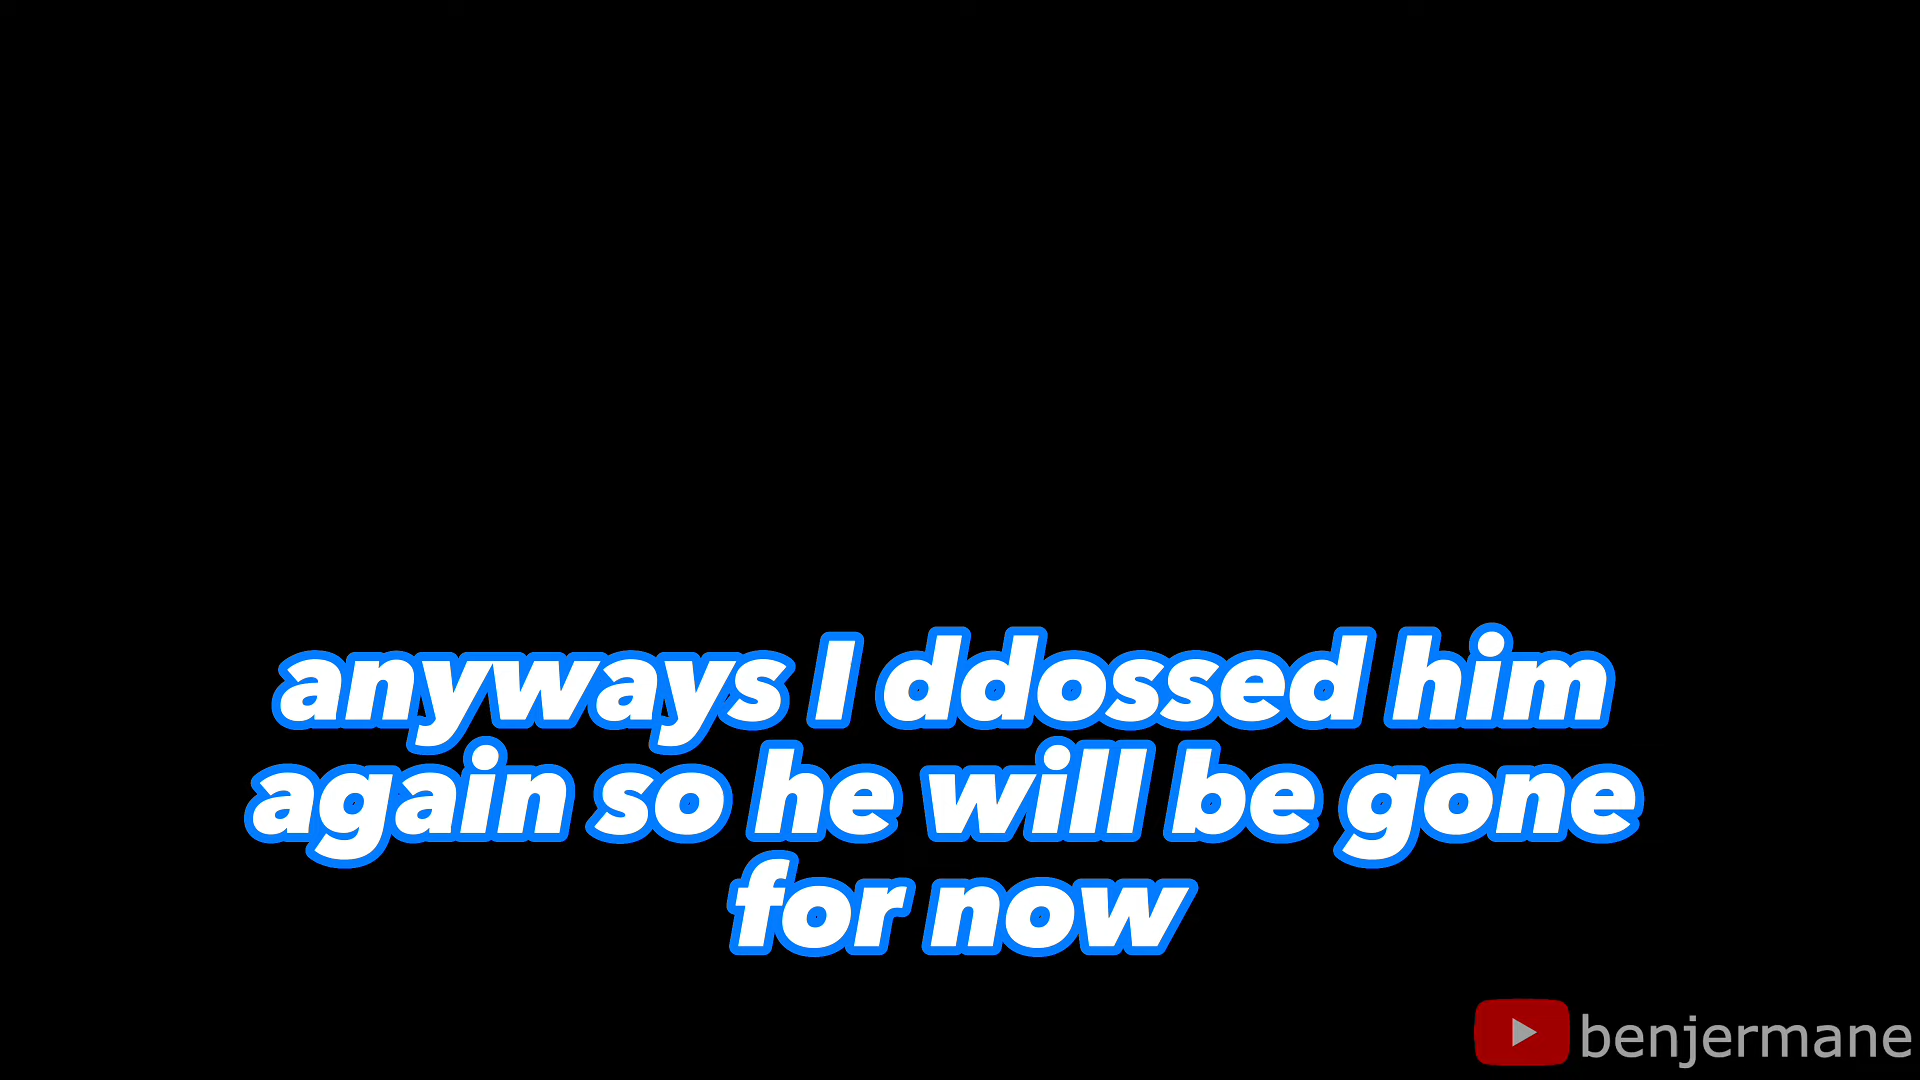 anyways I ddossed him
again so he will be gone
for now
benjermane